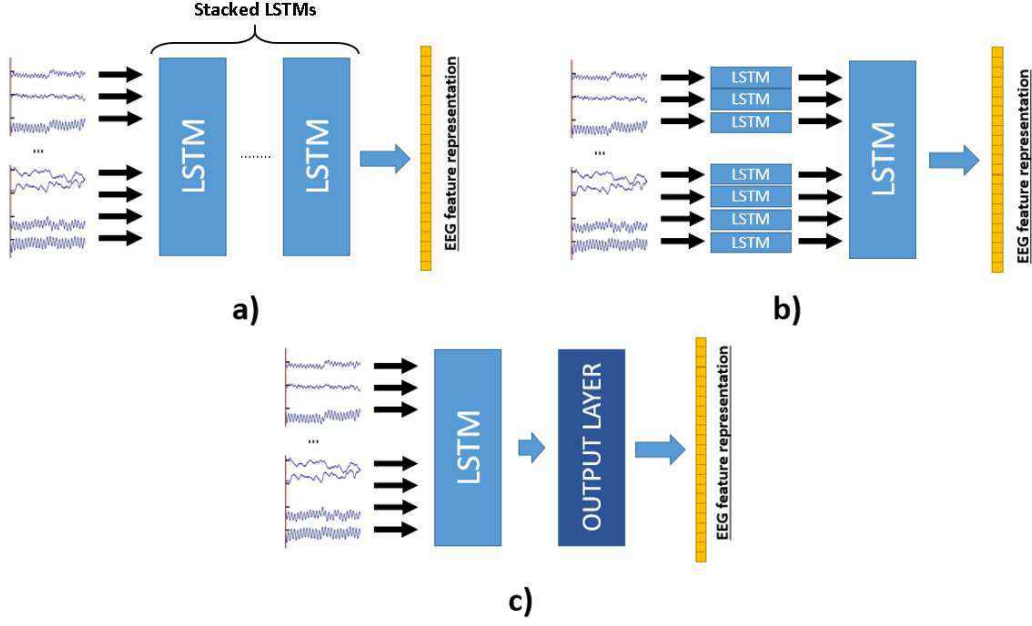 Stacked LSTMs
...
LSTM
........
LSTM
EEG feature representation
a)
...
LSTM
LSTM
LSTM
LSTM
LSTM
LSTM
LSTM
LSTM
EEG feature representation
b)
...
LSTM
OUTPUT LAYER
EEG feature representation
c)